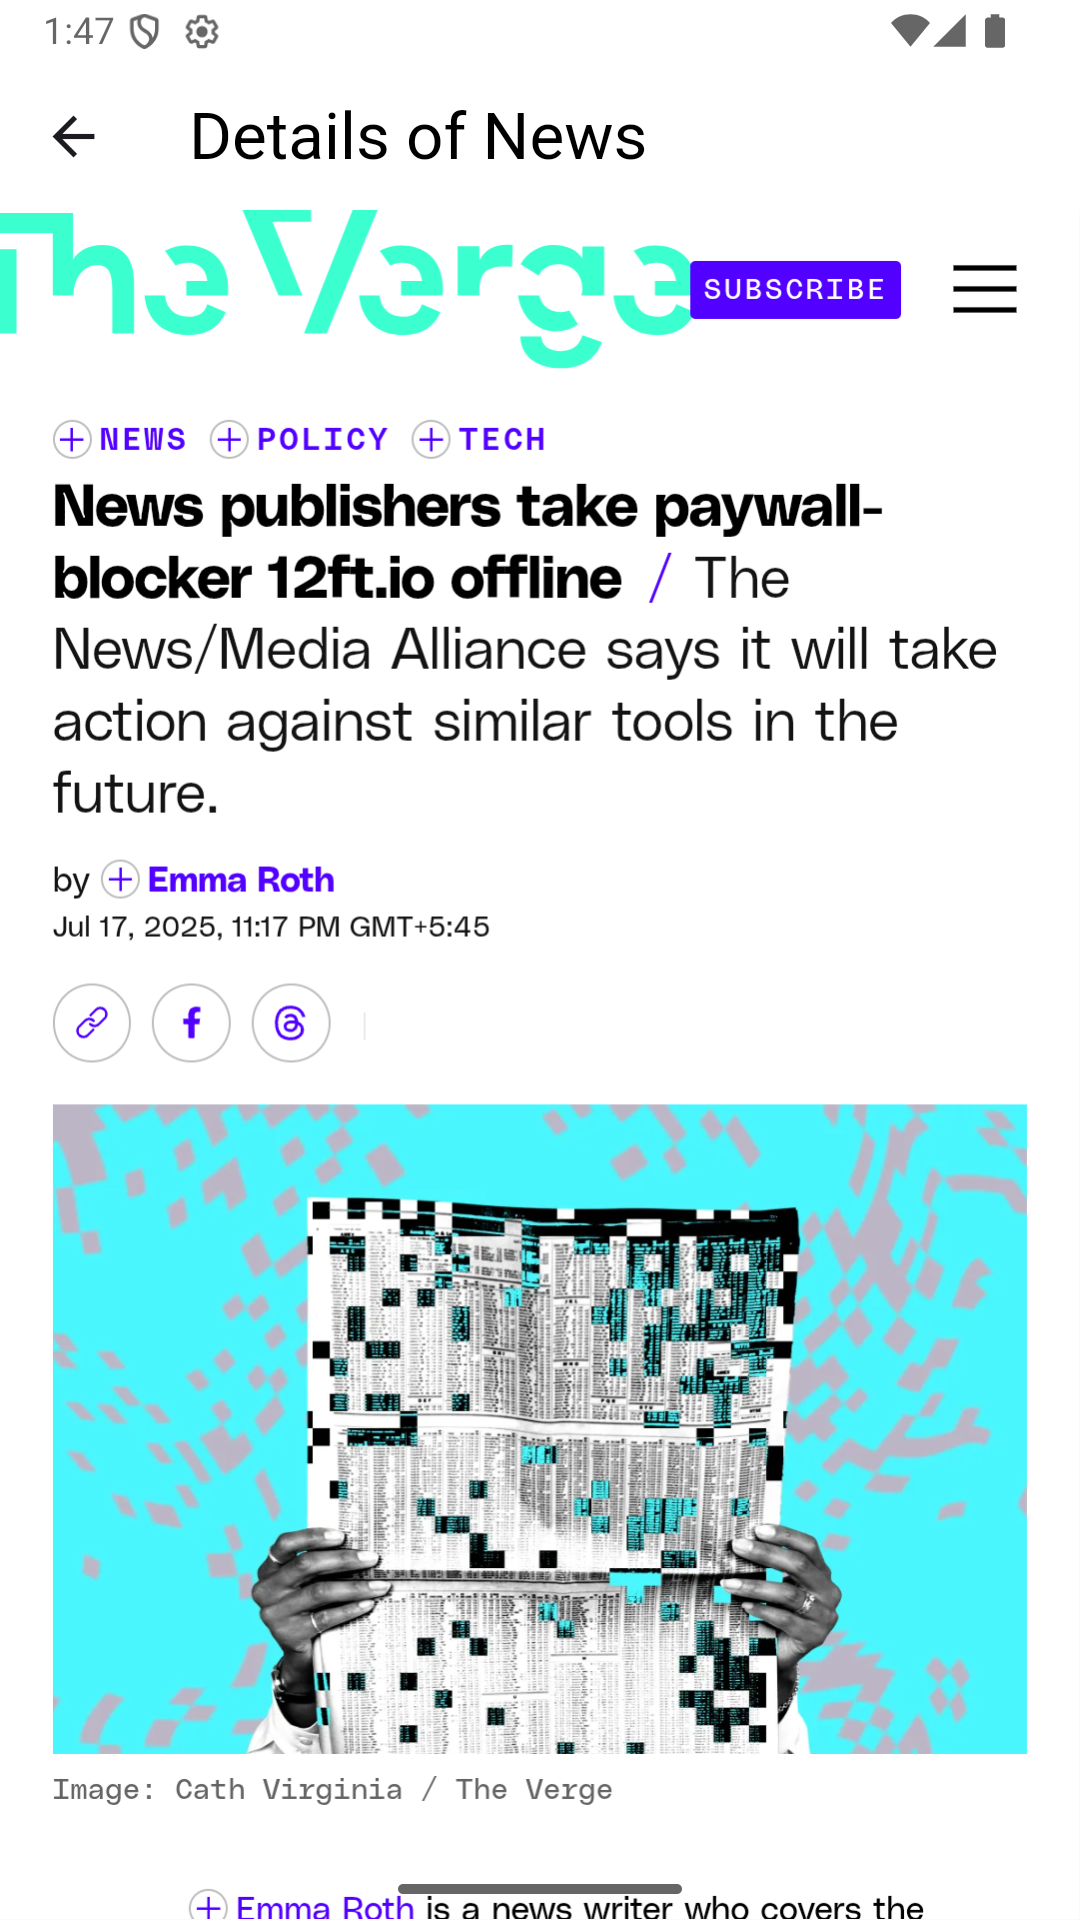 1:47
Details of News
The Verge
SUBSCRIBE
NEWS POLICY TECH
News publishers take paywall-
blocker 12ft.io offline / The
News/Media Alliance says it will take
action against similar tools in the
future.
by Emma Roth
Jul 17, 2025, 11:17 PM GMT+5:45
Image: Cath Virginia / The Verge
Emma Roth is a news writer who covers the